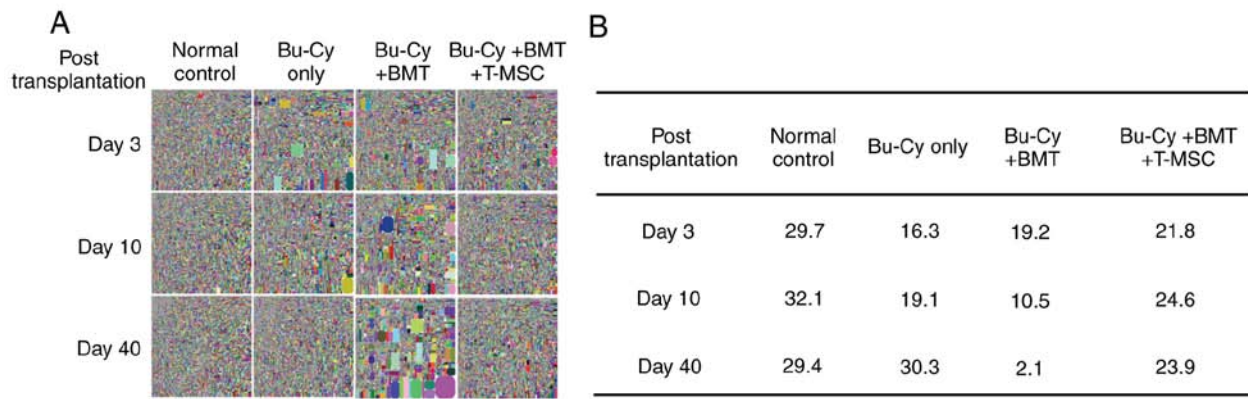 A
Post transplantation
Normal control
Bu-Cy only
Bu-Cy +BMT
Bu-Cy +BMT +T-MSC
Day 3
Day 10
Day 40
B
Post transplantation
Normal control
Bu-Cy only
Bu-Cy +BMT
Bu-Cy +BMT +T-MSC
Day 3 29.7 16.3 19.2 21.8
Day 10 32.1 19.1 10.5 24.6
Day 40 29.4 30.3 2.1 23.9